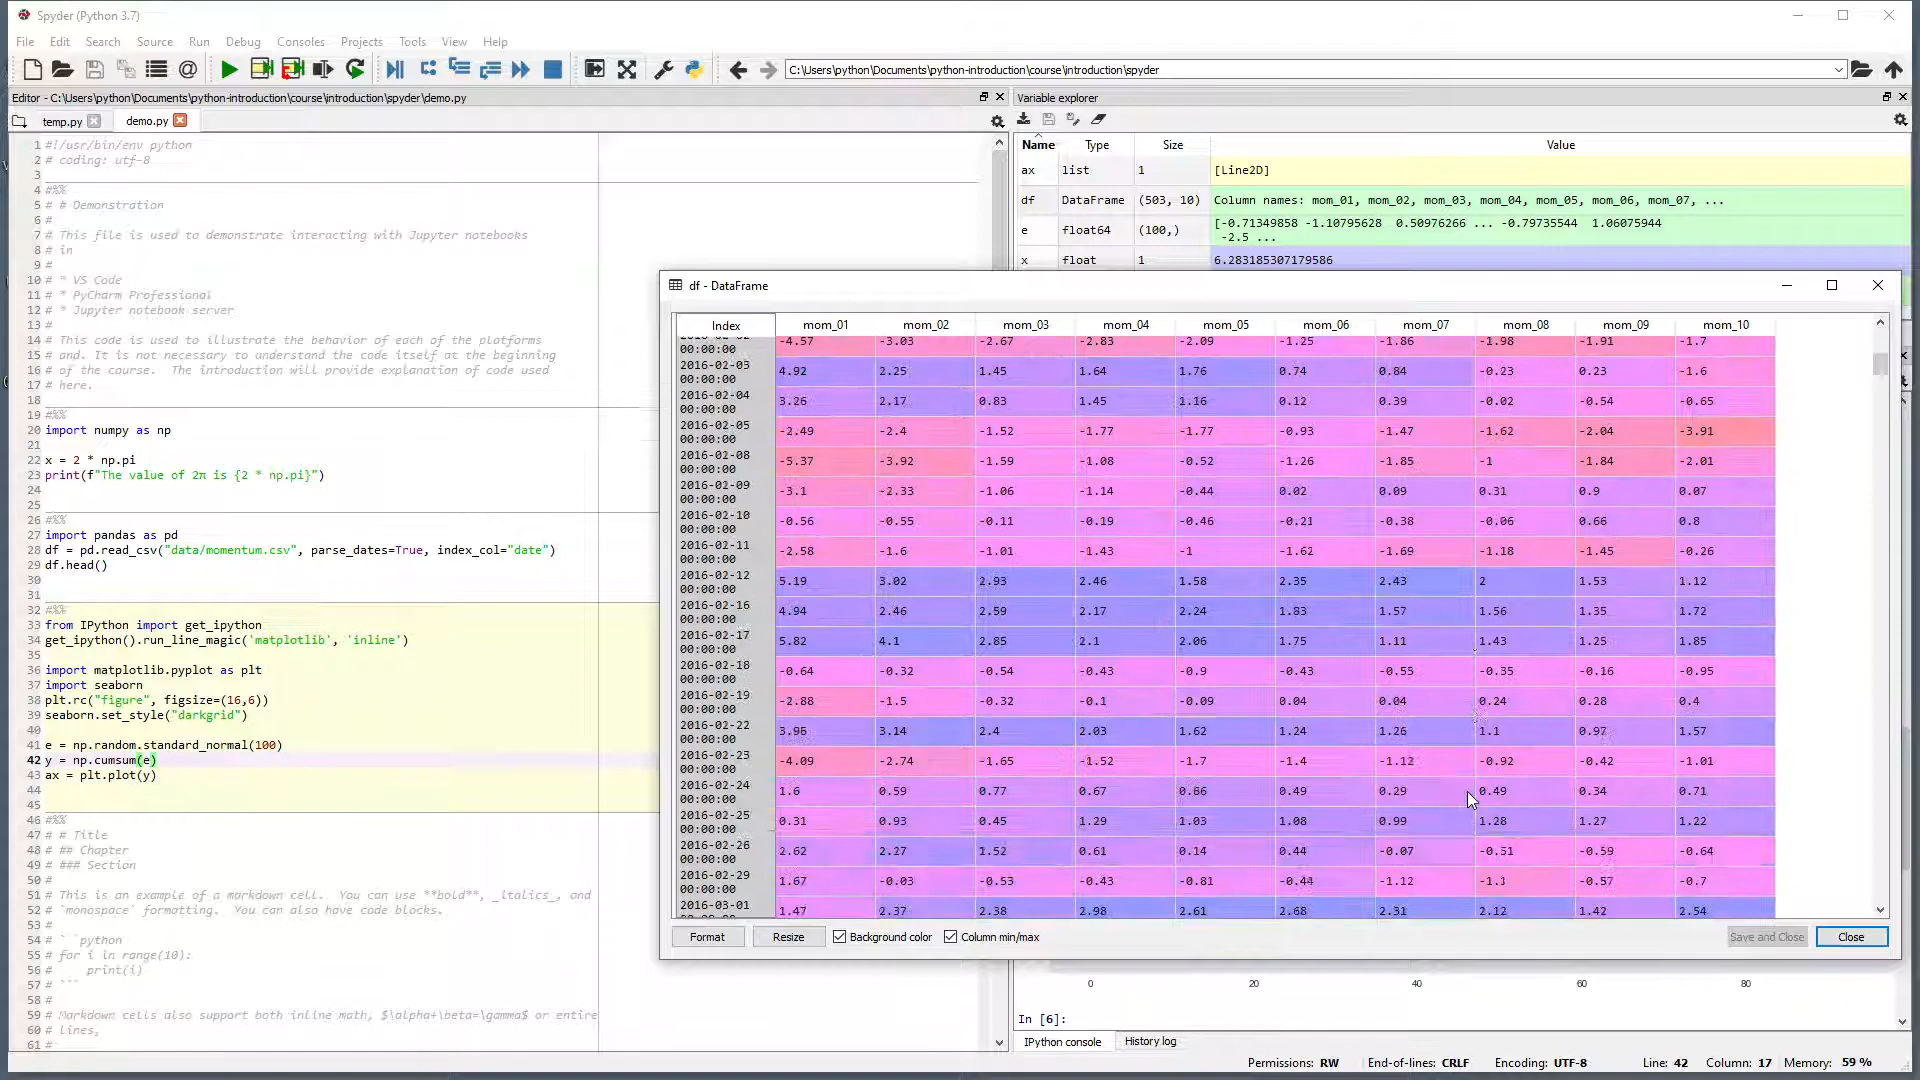 Spyder (Python 3.7)
File Edit Search Source Run Debug Consoles Projects Tools View Help
C:\Users\python\Documents\python-introduction\course\introduction\spyder
Editor - C:\Users\python\Documents\python-introduction\course\introduction\spyder\demo.py
temp.py demo.py
1 #!/usr/bin/env python
2 # coding: utf-8
3
4 #%%
5 # # Demonstration
6 #
7 # This file is used to demonstrate interacting with Jupyter notebooks
8 # in
9 #
10 # * VS Code
11 # * PyCharm Professional
12 # * Jupyter notebook server
13 #
14 # This code is used to illustrate the behavior of each of the platforms
15 # and. It is not necessary to understand the code itself at the beginning
16 # of the course.  The introduction will provide explanation of code used
17 # here.
18
19 #%%
20 import numpy as np
21
22 x = 2 * np.pi
23 print(f"The value of 2π is {2 * np.pi}")
24
25
26 #%%
27 import pandas as pd
28 df = pd.read_csv("data/momentum.csv", parse_dates=True, index_col="date")
29 df.head()
30
31
32 #%%
33 from IPython import get_ipython
34 get_ipython().run_line_magic('matplotlib', 'inline')
35
36 import matplotlib.pyplot as plt
37 import seaborn
38 plt.rc("figure", figsize=(16,6))
39 seaborn.set_style("darkgrid")
40
41 e = np.random.standard_normal(100)
42 y = np.cumsum(e)
43 ax = plt.plot(y)
44
45
46 #%%
47 # # Title
48 # ## Chapter
49 # ### Section
50 #
51 # This is an example of a markdown cell.  You can use **bold**, _italics_, and
52 # `monospace` formatting.  You can also have code blocks.
53 #
54 # ```python
55 # for i in range(10):
56 #     print(i)
57 # ```
58 #
59 # Markdown cells also support both inline math, $\alpha+\beta=\gamma$ or entire
60 # lines,
61 #
Variable explorer
Name Type Size Value
ax list 1 [Line2D]
df DataFrame (503, 10) Column names: mom_01, mom_02, mom_03, mom_04, mom_05, mom_06, mom_07, ...
e float64 (100,) [-0.71349858 -1.10795628  0.50976266 ... -0.79735544  1.06075944
-2.5 ...
x float 1 6.283185307179586
df - DataFrame
Index mom_01 mom_02 mom_03 mom_04 mom_05 mom_06 mom_07 mom_08 mom_09 mom_10
00:00:00 -4.57 -3.03 -2.67 -2.83 -2.09 -1.25 -1.86 -1.98 -1.91 -1.7
2016-02-03 00:00:00 4.92 2.25 1.45 1.64 1.76 0.74 0.84 -0.23 0.23 -1.6
2016-02-04 00:00:00 3.26 2.17 0.83 1.45 1.16 0.12 0.39 -0.02 -0.54 -0.65
2016-02-05 00:00:00 -2.49 -2.4 -1.52 -1.77 -1.77 -0.93 -1.47 -1.62 -2.04 -3.91
2016-02-08 00:00:00 -5.37 -3.92 -1.59 -1.08 -0.52 -1.26 -1.85 -1 -1.84 -2.01
2016-02-09 00:00:00 -3.1 -2.33 -1.06 -1.14 -0.44 0.02 0.09 0.31 0.9 0.07
2016-02-10 00:00:00 -0.56 -0.55 -0.11 -0.19 -0.46 -0.21 -0.38 -0.06 0.66 0.8
2016-02-11 00:00:00 -2.58 -1.6 -1.01 -1.43 -1 -1.62 -1.69 -1.18 -1.45 -0.26
2016-02-12 00:00:00 5.19 3.02 2.93 2.46 1.58 2.35 2.43 2 1.53 1.12
2016-02-16 00:00:00 4.94 2.46 2.59 2.17 2.24 1.83 1.57 1.56 1.35 1.72
2016-02-17 00:00:00 5.82 4.1 2.85 2.1 2.06 1.75 1.11 1.43 1.25 1.85
2016-02-18 00:00:00 -0.64 -0.32 -0.54 -0.43 -0.9 -0.43 -0.55 -0.35 -0.16 -0.95
2016-02-19 00:00:00 -2.88 -1.5 -0.32 -0.1 -0.09 0.04 0.04 0.24 0.28 0.4
2016-02-22 00:00:00 3.96 3.14 2.4 2.03 1.32 1.24 1.26 1.1 0.97 1.57
2016-02-23 00:00:00 -4.09 -2.74 -1.65 -1.52 -1.7 -1.4 -1.12 -0.92 -0.42 -1.01
2016-02-24 00:00:00 1.6 0.59 0.77 0.67 0.86 0.49 0.29 0.49 0.34 0.71
2016-02-25 00:00:00 0.31 0.93 0.45 1.29 1.03 1.08 0.99 1.28 1.27 1.22
2016-02-26 00:00:00 2.62 2.27 1.52 0.61 0.14 0.44 -0.07 -0.51 -0.59 -0.64
2016-02-29 00:00:00 1.67 -0.03 -0.53 -0.43 -0.81 -0.44 -1.12 -1.1 -0.57 -0.7
2016-03-01 1.47 2.37 2.38 2.98 2.61 2.68 2.31 2.12 1.42 2.54
Format Resize Background color Column min/max Save and Close Close
0 20 40 60 80
In [6]:
IPython console History log
Permissions: RW End-of-lines: CRLF Encoding: UTF-8 Line: 42 Column: 17 Memory: 59 %